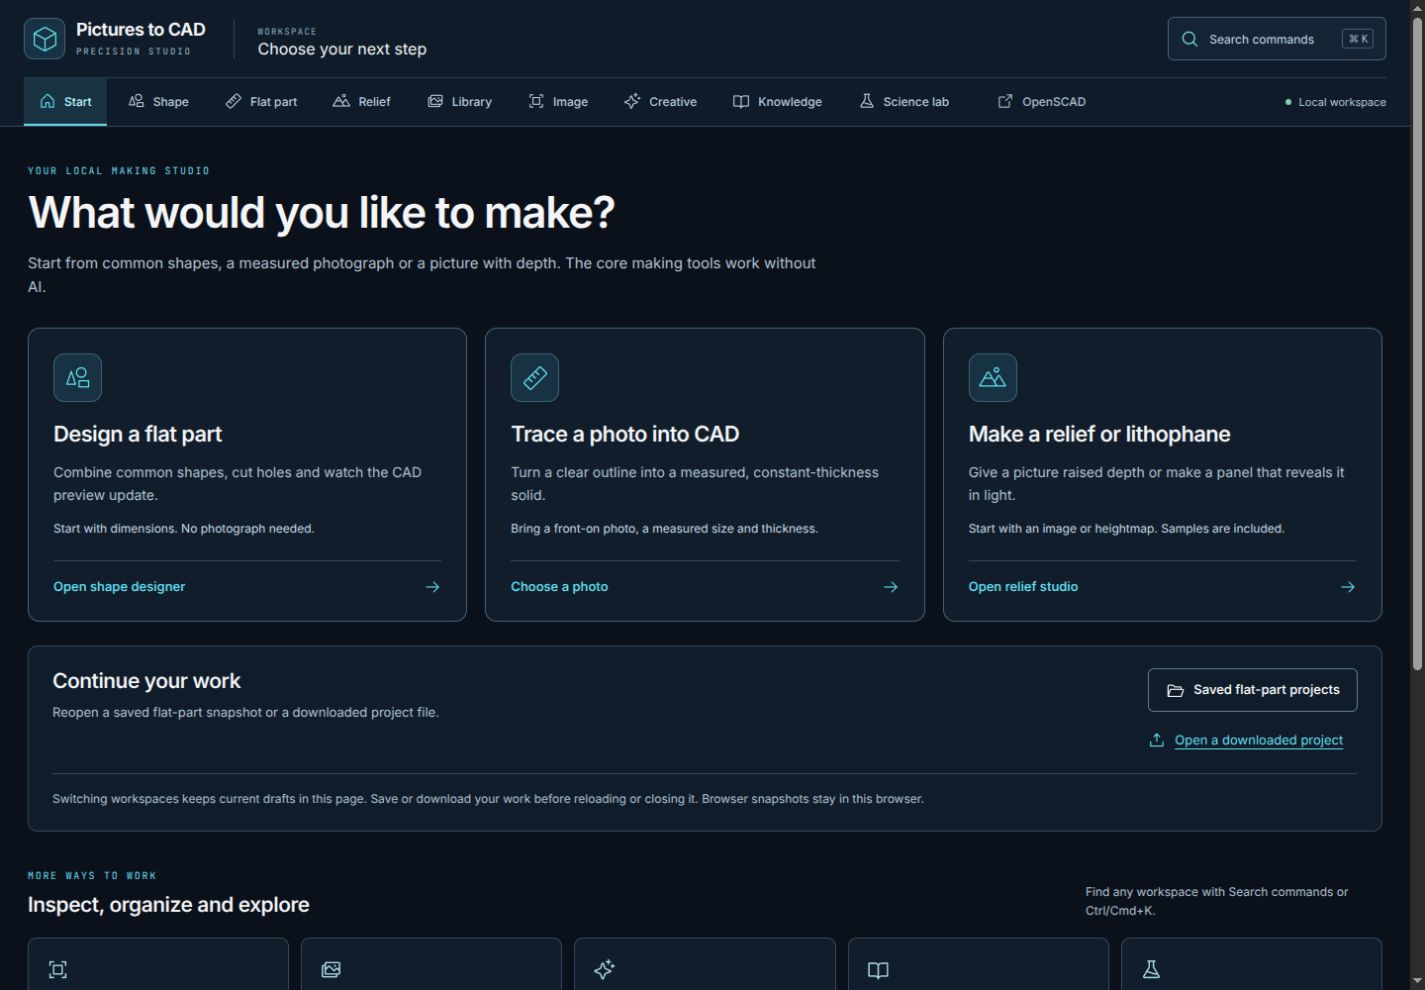 Pictures to CAD
PRECISION STUDIO
WORKSPACE
Choose your next step
Search commands
⌘ K
Start
Shape
Flat part
Relief
Library
Image
Creative
Knowledge
Science lab
OpenSCAD
Local workspace
YOUR LOCAL MAKING STUDIO
What would you like to make?
Start from common shapes, a measured photograph or a picture with depth. The core making tools work without
AI.
Design a flat part
Combine common shapes, cut holes and watch the CAD
preview update.
Start with dimensions. No photograph needed.
Open shape designer
Trace a photo into CAD
Turn a clear outline into a measured, constant-thickness
solid.
Bring a front-on photo, a measured size and thickness.
Choose a photo
Make a relief or lithophane
Give a picture raised depth or make a panel that reveals it
in light.
Start with an image or heightmap. Samples are included.
Open relief studio
Continue your work
Reopen a saved flat-part snapshot or a downloaded project file.
Saved flat-part projects
Open a downloaded project
Switching workspaces keeps current drafts in this page. Save or download your work before reloading or closing it. Browser snapshots stay in this browser.
MORE WAYS TO WORK
Inspect, organize and explore
Find any workspace with Search commands or
Ctrl/Cmd+K.